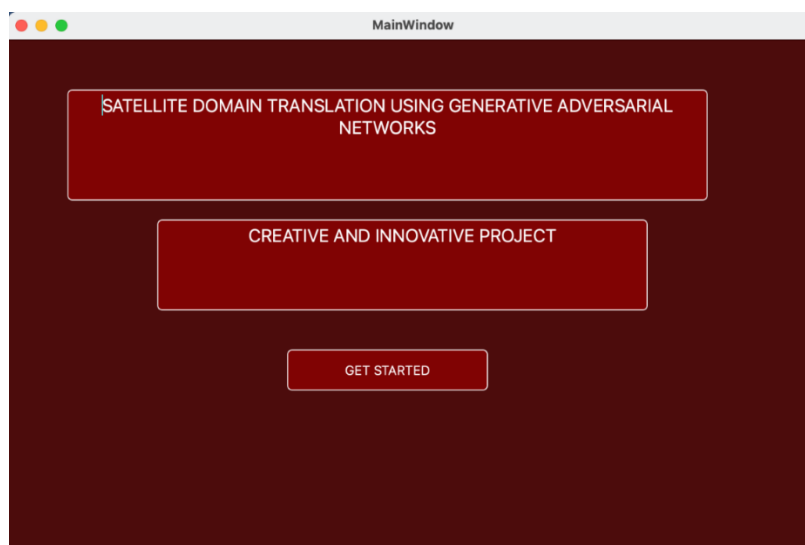 MainWindow
SATELLITE DOMAIN TRANSLATION USING GENERATIVE ADVERSARIAL
NETWORKS
CREATIVE AND INNOVATIVE PROJECT
GET STARTED